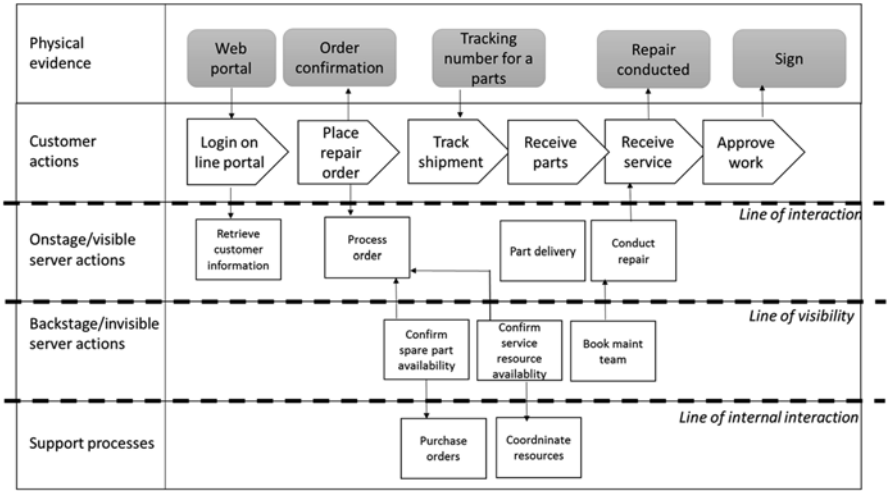 Physical
evidence
Web
portal
Order
confirmation
Tracking
number for a
parts
Repair
conducted
Sign
Customer
actions
Login on
line portal
Place
repair
order
Track
shipment
Receive
parts
Receive
service
Approve
work
Line of interaction
Onstage/visible
server actions
Retrieve
customer
information
Process
order
Part delivery
Conduct
repair
Line of visibility
Backstage/invisible
server actions
Confirm
spare part
availability
Confirm
service
resource
availablity
Book maint
team
Line of internal interaction
Support processes
Purchase
orders
Coordninate
resources